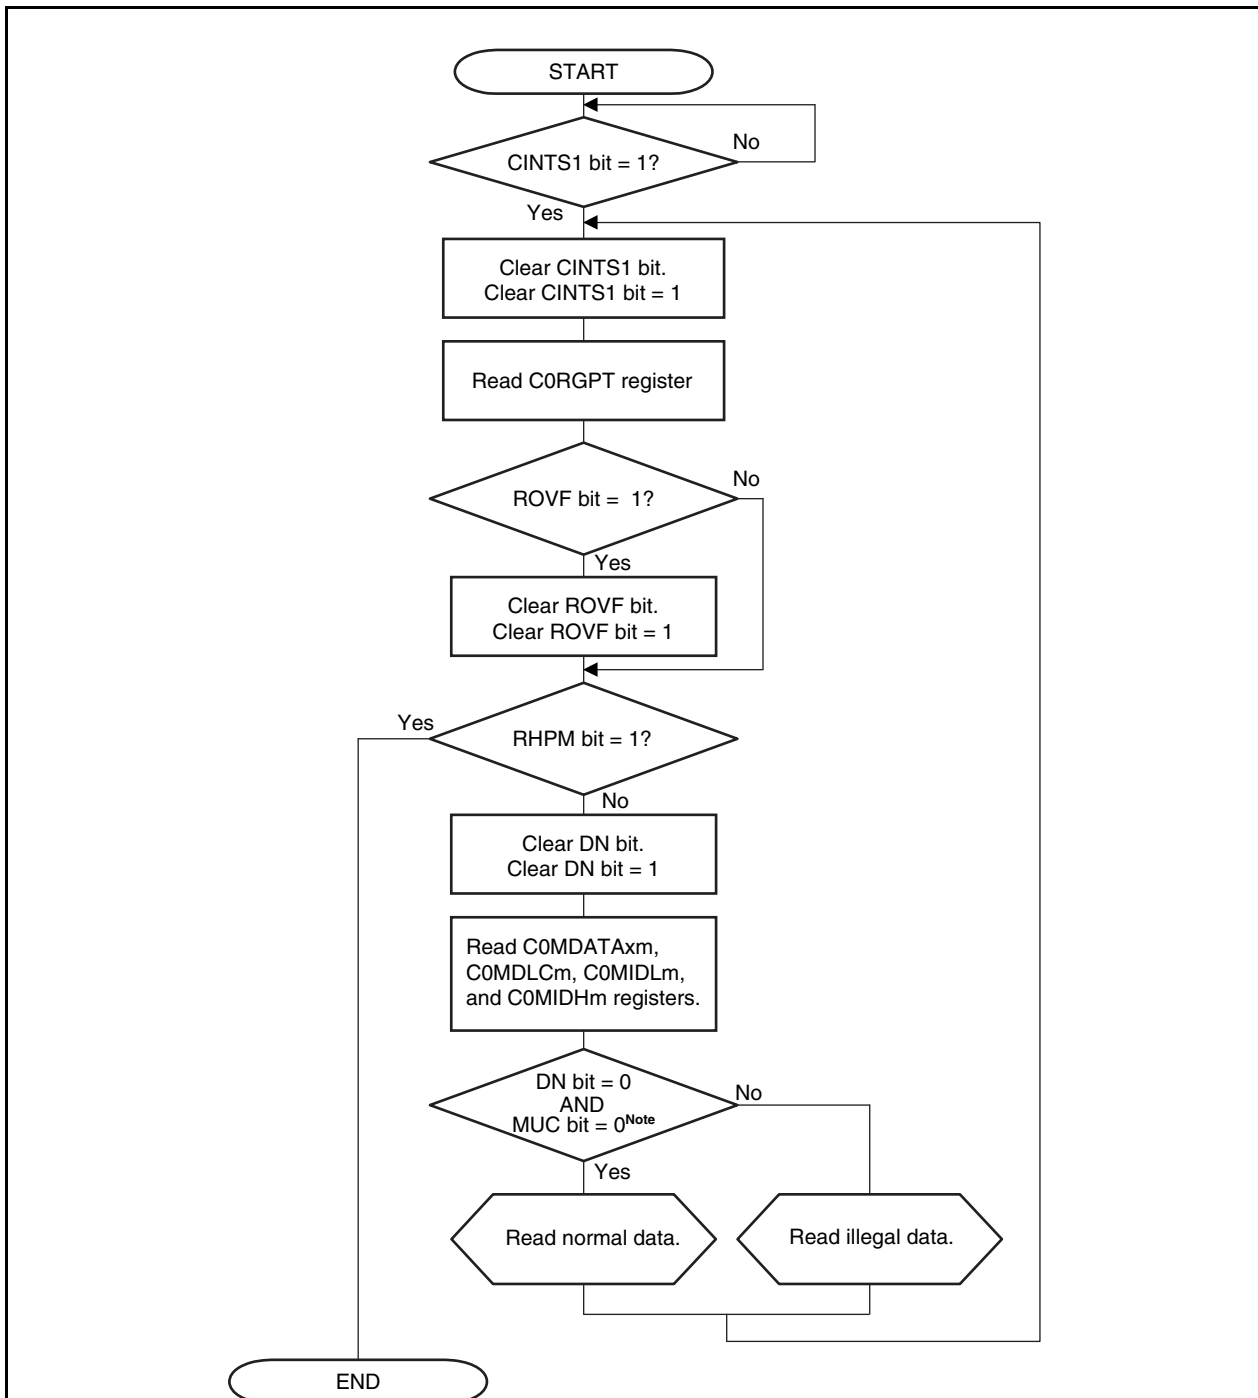 START
No
CINTS1 bit = 1?
Yes
Clear CINTS1 bit.
Clear CINTS1 bit = 1
Read C0RGPT register
No
ROVF bit =  1?
Yes
Clear ROVF bit.
Clear ROVF bit = 1
Yes
RHPM bit = 1?
No
Clear DN bit.
Clear DN bit = 1
Read C0MDATAxm,
C0MDLCm, C0MIDLm,
and C0MIDHm registers.
DN bit = 0
No
AND
MUC bit = 0Note
Yes
Read normal data.
Read illegal data.
END